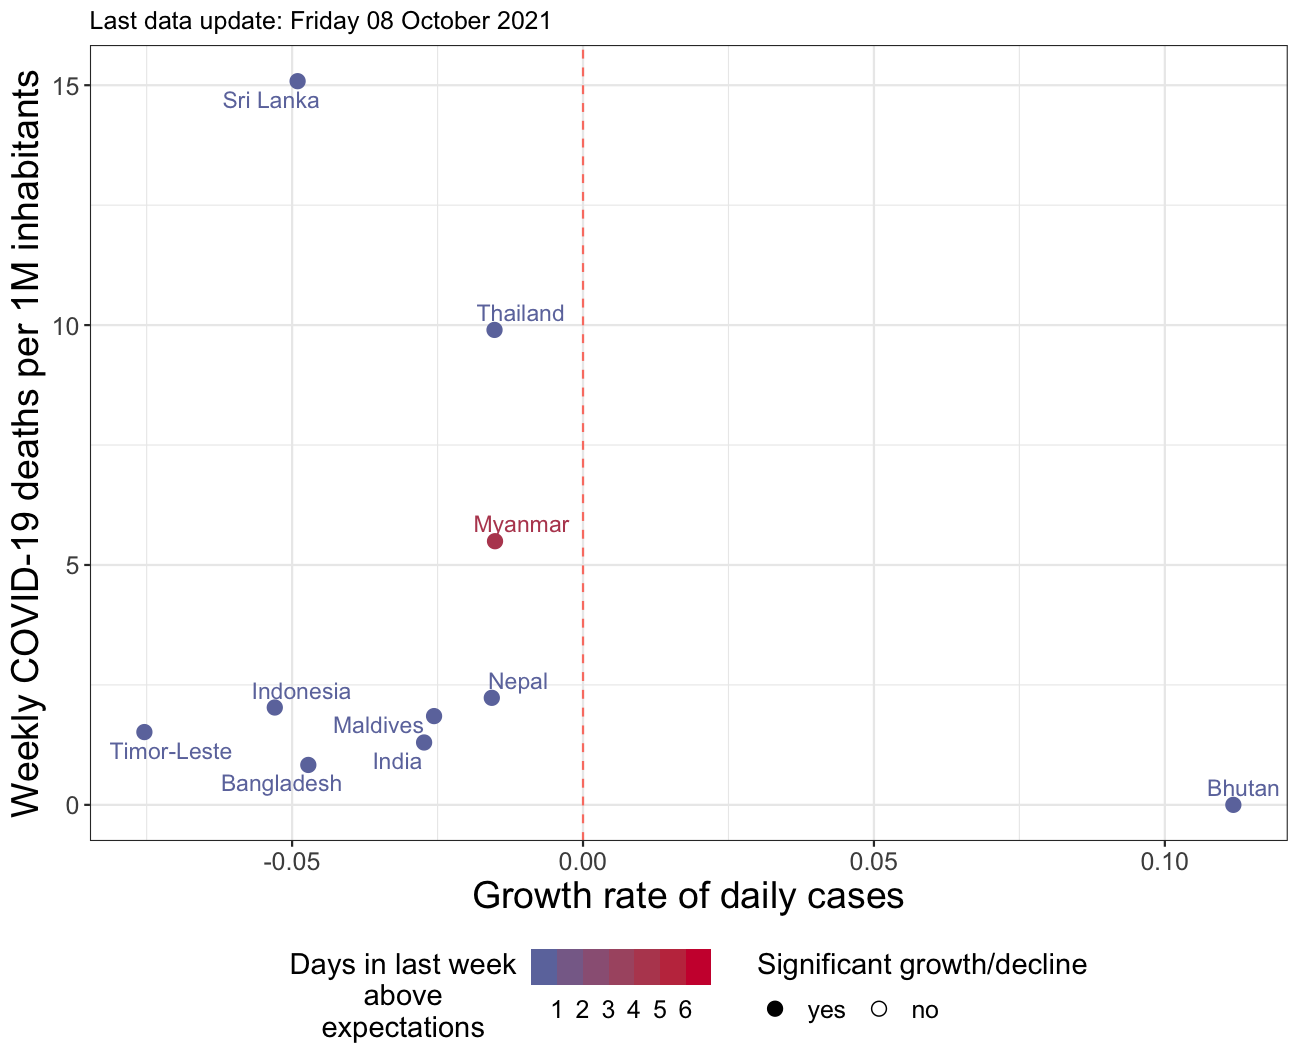 Last data update: Friday 08 October 2021
Weekly COVID-19 deaths per 1M inhabitants
15
10
5
0
Sri Lanka
Thailand
Myanmar
Nepal
Indonesia
Maldives
Timor-Leste
India
Bangladesh
Bhutan
-0.05 0.00 0.05 0.10
Growth rate of daily cases
Days in last week
above
expectations
1 2 3 4 5 6
Significant growth/decline
yes no